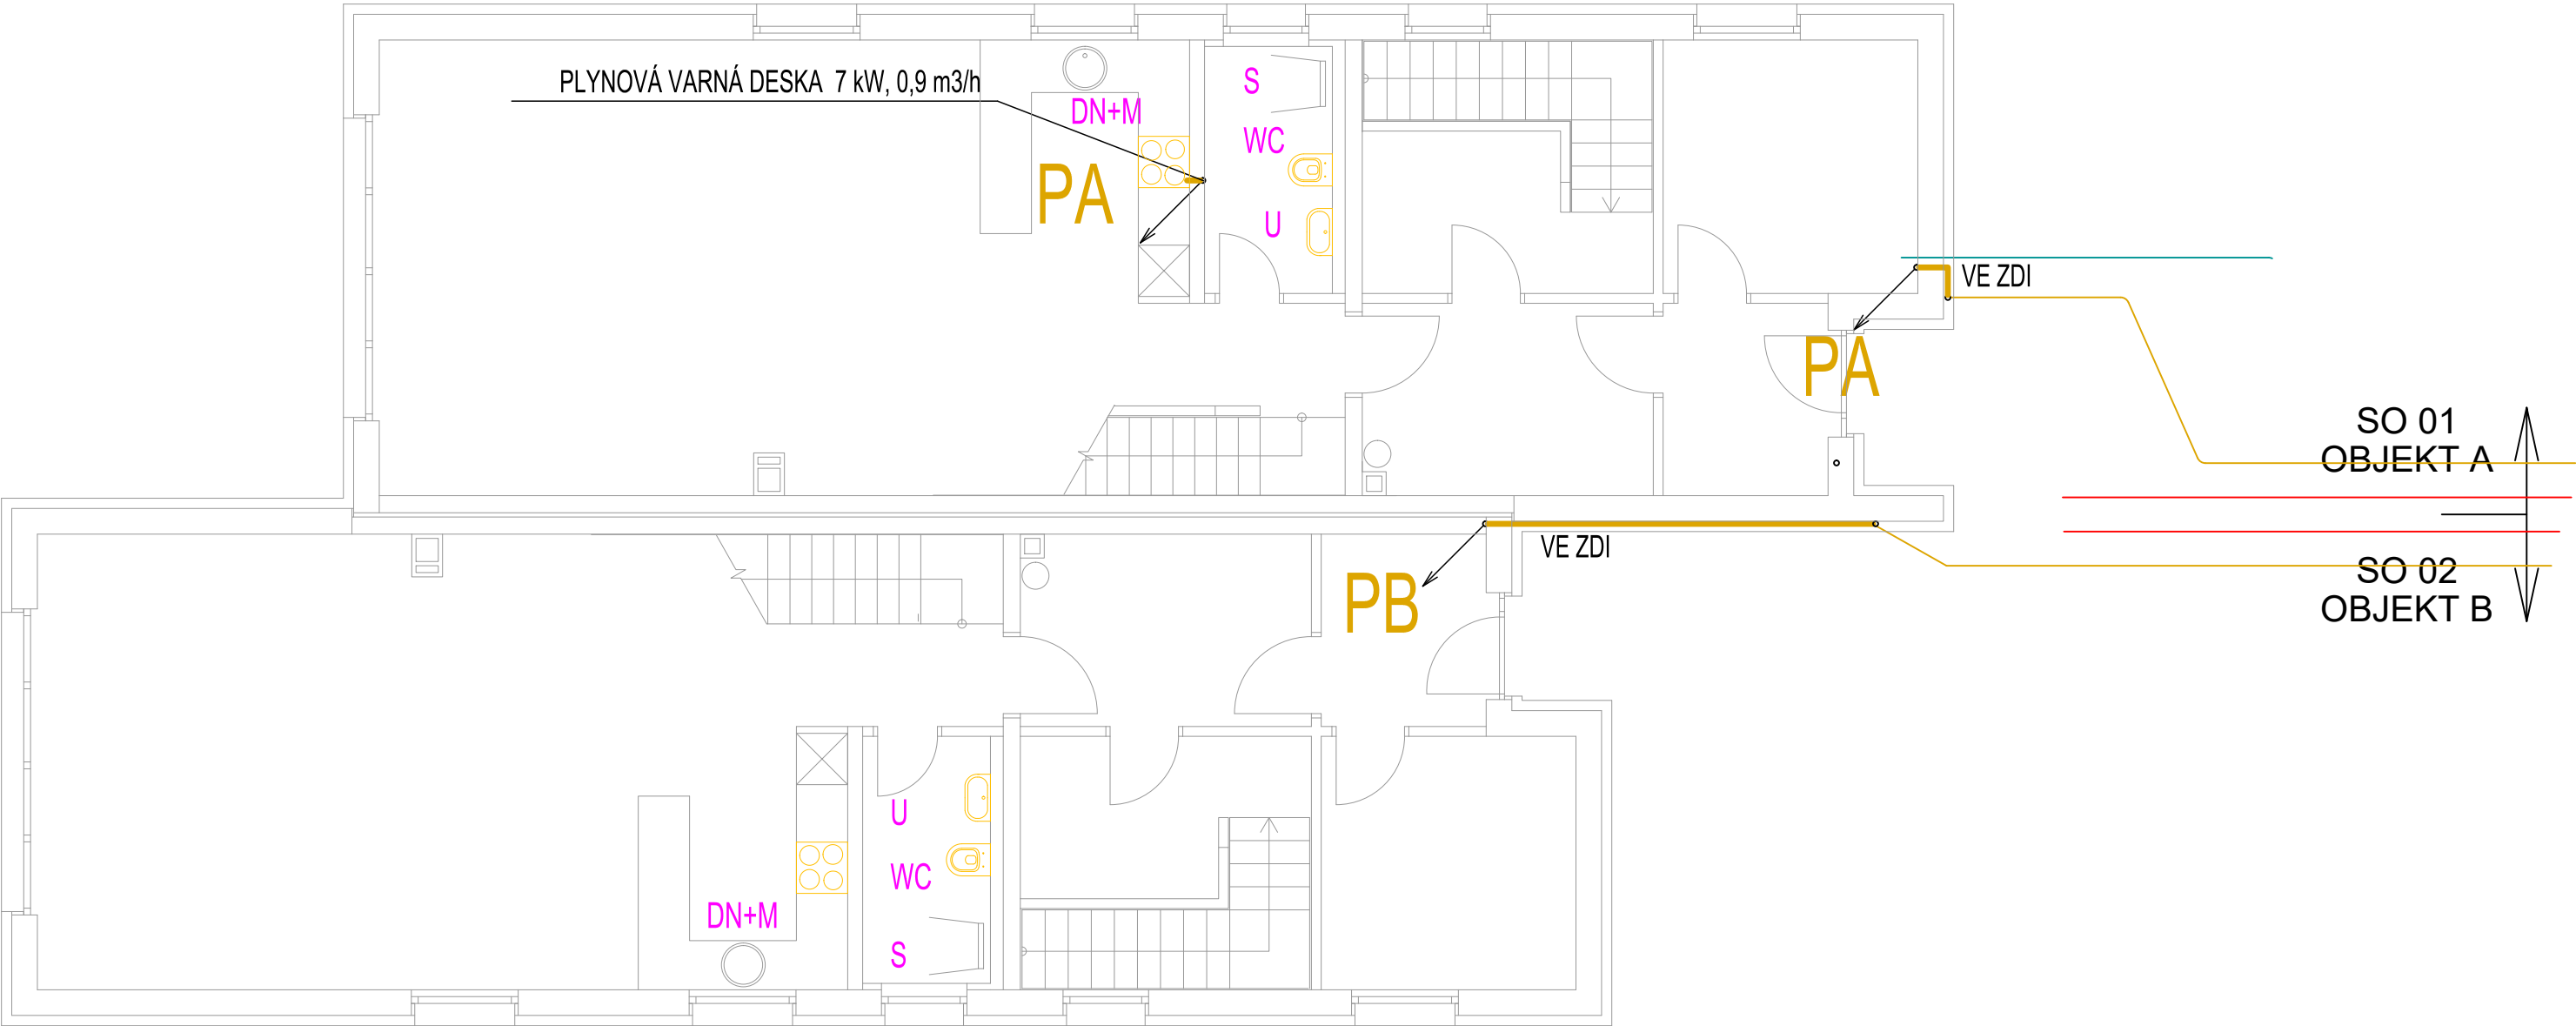 PLYNOVÁ VARNÁ DESKA 7 kW, 0,9 m3/h
S
DN+M
WC
PA
U
VE ZDI
PA
SO 01
OBJEKT A
VE ZDI
PB
SO 02
OBJEKT B
U
WC
DN+M
S